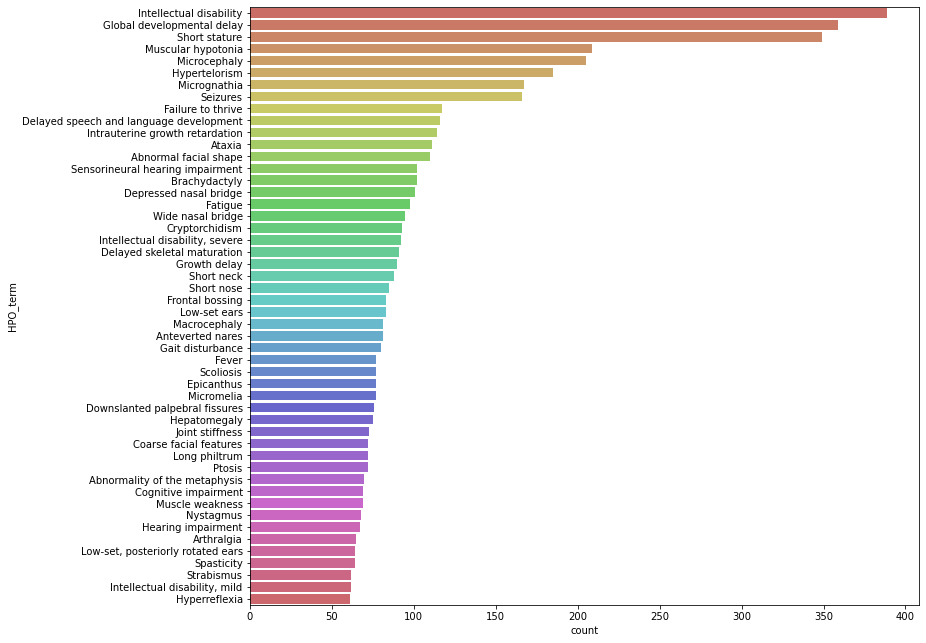 Intellectual disability
Global developmental delay
Short stature
Muscular hypotonia
Microcephaly
Hypertelorism
Micrognathia
Seizures
Failure to thrive
Delayed speech and language development
Intrauterine growth retardation
Ataxia
Abnormal facial shape
Sensorineural hearing impairment
Brachydactyly
Depressed nasal bridge
Fatigue
Wide nasal bridge
Cryptorchidism
Intellectual disability, severe
Delayed skeletal maturation
Growth delay
Short neck
Short nose
Frontal bossing
Low-set ears
Macrocephaly
Anteverted nares
Gait disturbance
Fever
Scoliosis
Epicanthus
Micromelia
Downslanted palpebral fissures
Hepatomegaly
Joint stiffness
Coarse facial features
Long philtrum
Ptosis
Abnormality of the metaphysis
Cognitive impairment
Muscle weakness
Nystagmus
Hearing impairment
Arthralgia
Low-set, posteriorly rotated ears
Spasticity
Strabismus
Intellectual disability, mild
Hyperreflexia
HPO_term
0 50 100 150 200 250 300 350 400
count